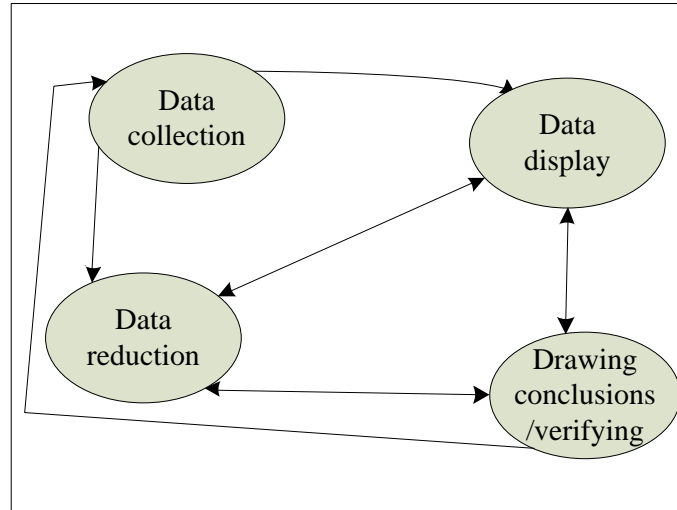 Data
collection
Data
display
Data
reduction
Drawing
conclusions
/verifying